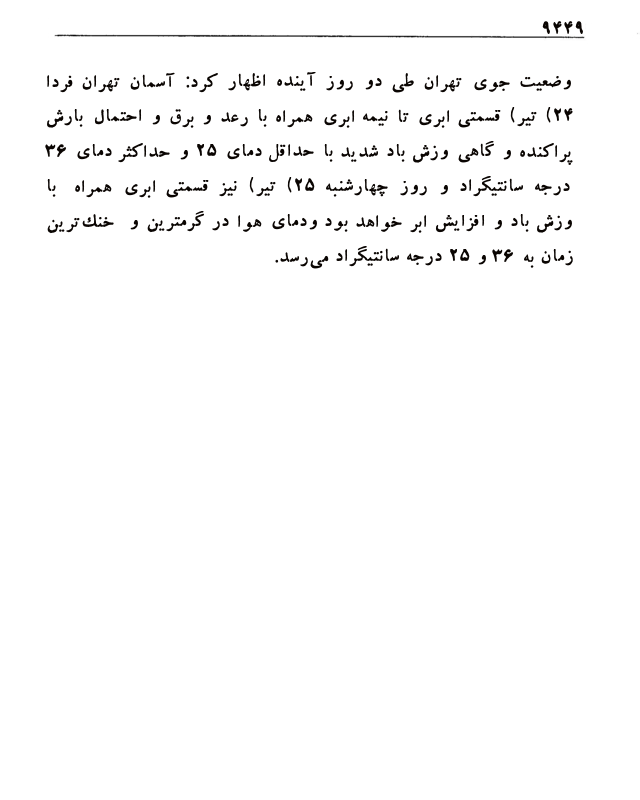 ۹۴۴۹
وضعیت جوی تهران طی دو روز آینده اظهار کرد: آسمان تهران فردا
۲۴) تیر) قسمتی ابری تا نیمه ابری همراه با رعد و برق و احتمال بارش
پراکنده و گاهی وزش باد شدید با حداقل دمای ۲۵ و حداکثر دمای ۳۶
درجه سانتیگراد و روز چهارشنبه ۲۵) تیر) نیز قسمتی ابری همراه با
وزش باد و افزایش ابر خواهد بود ودمای هوا در گرمترین و خنك‌ترین
زمان به ۳۶ و ۲۵ درجه سانتیگراد می‌رسد.